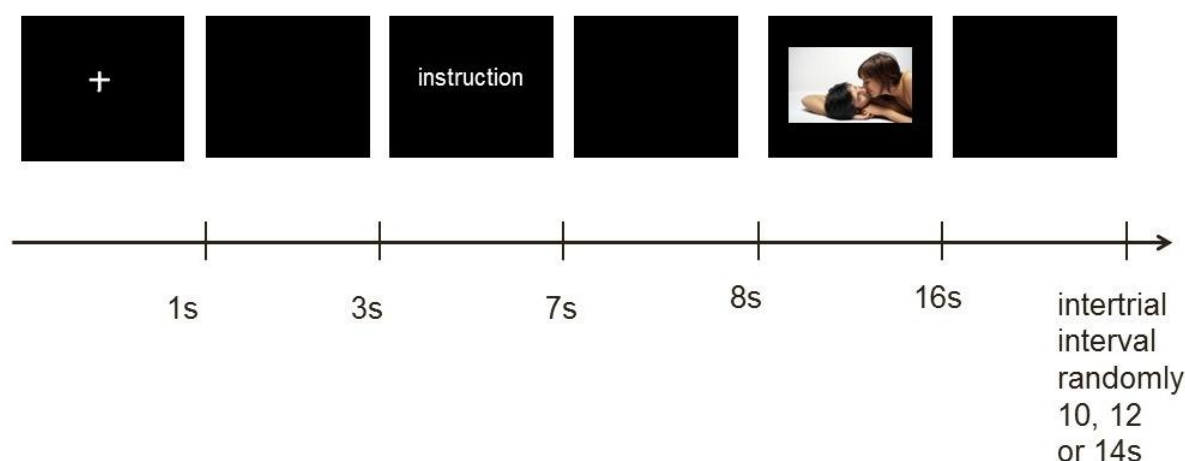 +
instruction
1s
3s
7s
8s
16s
intertrial
interval
randomly
10, 12
or 14s